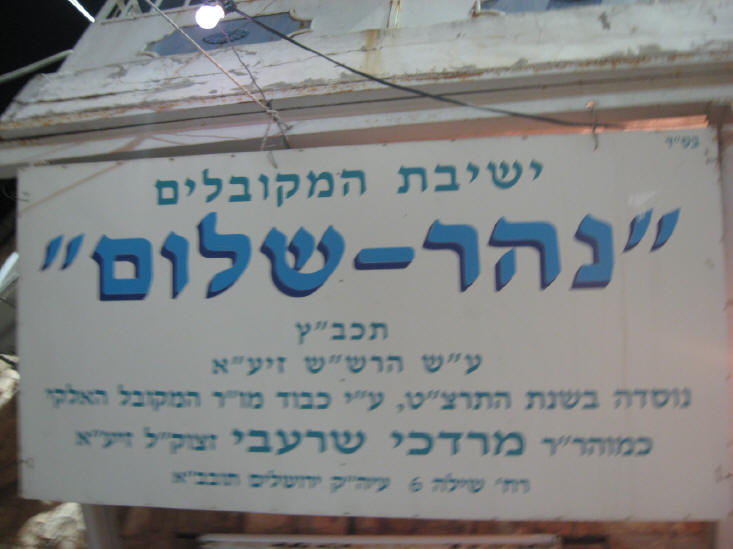 בס״ד
ישיבת המקובלים
״נהר-שלום״
תכב״ץ
ע״ש הרש״ש זיע״א
נוסדה בשנת התרצ״ט, ע״י כבוד מו״ר המקובל האלקי
כמוהר״ר מרדכי שרעבי זצוק״ל זיע״א
רח׳ שילה 6 עיה״ק ירושלים תובב״א